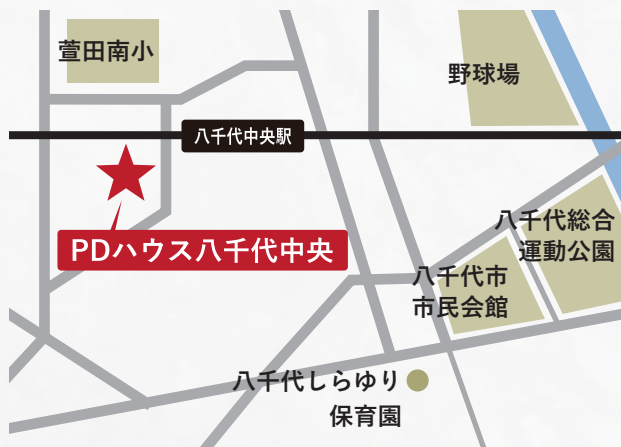 萱田南小
野球場
八千代中央駅
PDハウス八千代中央
八千代総合
運動公園
八千代市
市民会館
八千代しらゆり
保育園